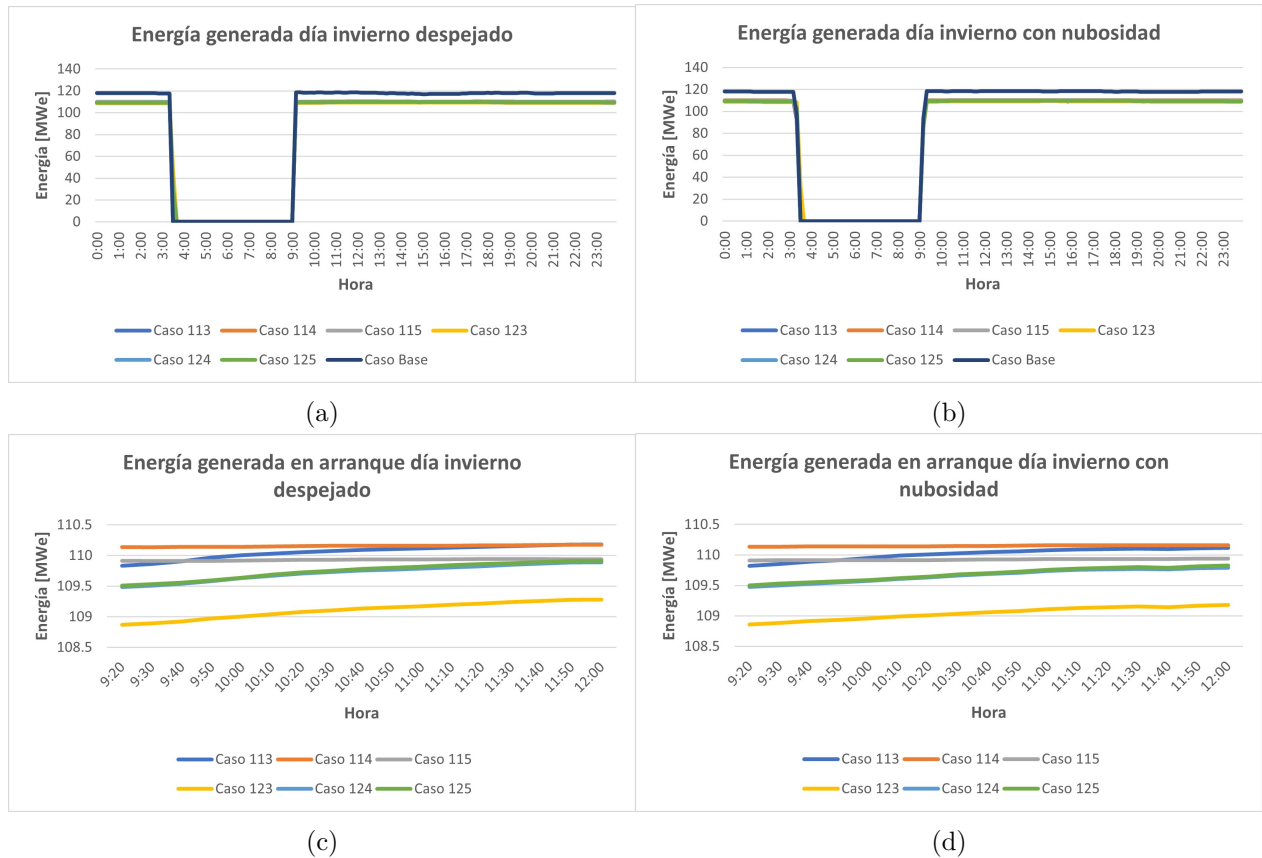 Energía generada día invierno despejado
Energía [MWe]
140
120
100
80
60
40
20
0
0:00 1:00 2:00 3:00 4:00 5:00 6:00 7:00 8:00 9:00 10:00 11:00 12:00 13:00 14:00 15:00 16:00 17:00 18:00 19:00 20:00 21:00 22:00 23:00
Hora
Caso 113 Caso 114 Caso 115 Caso 123
Caso 124 Caso 125 Caso Base
(a)
Energía generada día invierno con nubosidad
Energía [MWe]
140
120
100
80
60
40
20
0
0:00 1:00 2:00 3:00 4:00 5:00 6:00 7:00 8:00 9:00 10:00 11:00 12:00 13:00 14:00 15:00 16:00 17:00 18:00 19:00 20:00 21:00 22:00 23:00
Hora
Caso 113 Caso 114 Caso 115 Caso 123
Caso 124 Caso 125 Caso Base
(b)
Energía generada en arranque día invierno
despejado
Energía [MWe]
110.5
110
109.5
109
108.5
9:20 9:30 9:40 9:50 10:00 10:10 10:20 10:30 10:40 10:50 11:00 11:10 11:20 11:30 11:40 11:50 12:00
Hora
Caso 113 Caso 114 Caso 115
Caso 123 Caso 124 Caso 125
(c)
Energía generada en arranque día invierno con
nubosidad
Energía [MWe]
110.5
110
109.5
109
108.5
9:20 9:30 9:40 9:50 10:00 10:10 10:20 10:30 10:40 10:50 11:00 11:10 11:20 11:30 11:40 11:50 12:00
Hora
Caso 113 Caso 114 Caso 115
Caso 123 Caso 124 Caso 125
(d)